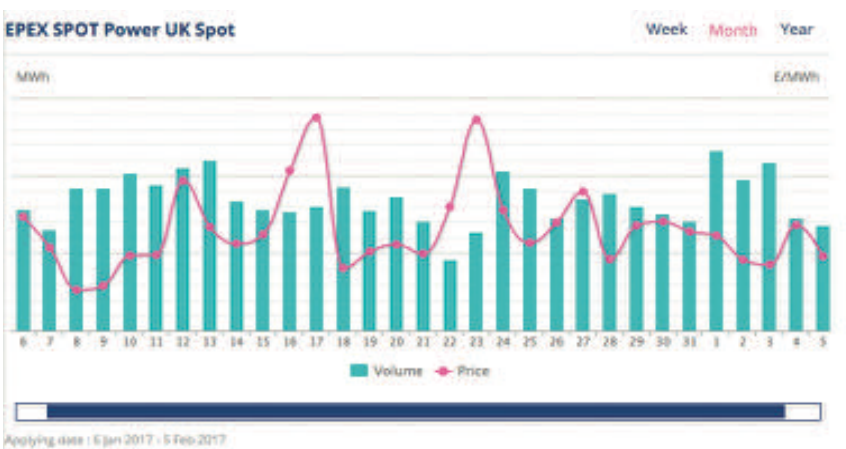 EPEX SPOT Power UK Spot Week Month Year
MWh £/MWh
6 7 8 9 10 11 12 13 14 15 16 17 18 19 20 21 22 23 24 25 26 27 28 29 30 31 1 2 3 4 5
Volume Price
Applying date : 6 Jan 2017 - 5 Feb 2017